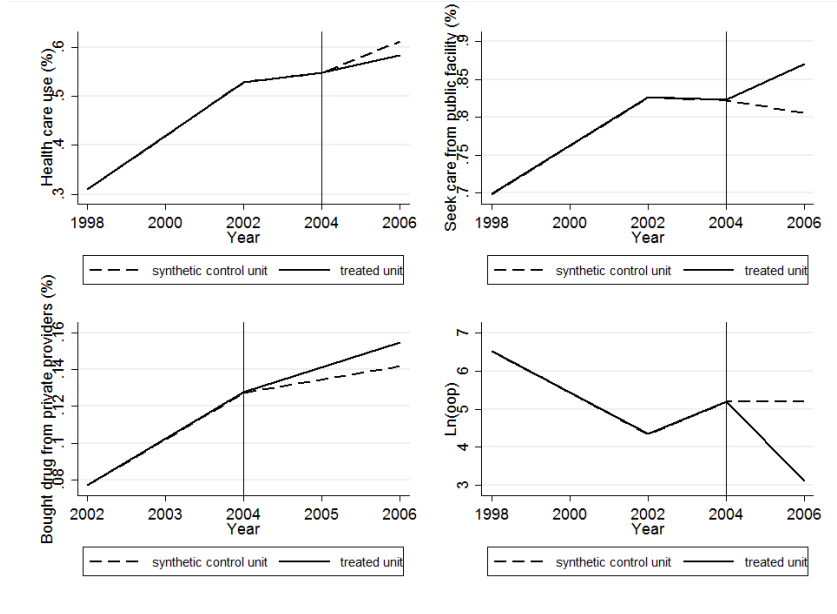 Health care use (%)
.6
.5
.4
.3
1998 2000 2002 2004 2006
Year
synthetic control unit treated unit
Seek care from public facility (%)
.9
.85
.8
.75
.7
1998 2000 2002 2004 2006
Year
synthetic control unit treated unit
Bought drug from private providers (%)
.16
.14
.12
.1
.08
2002 2003 2004 2005 2006
Year
synthetic control unit treated unit
Ln(oop)
7
6
5
4
3
1998 2000 2002 2004 2006
Year
synthetic control unit treated unit